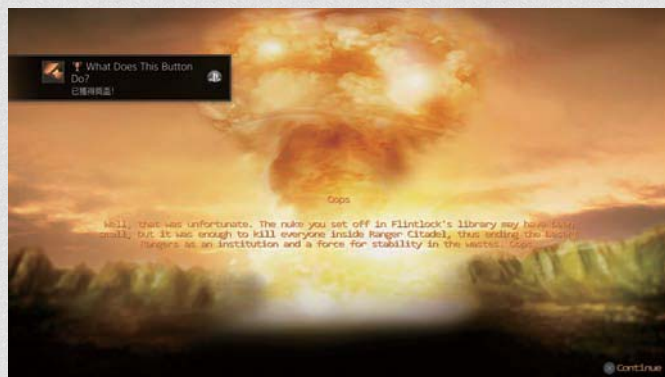 What Does This Button
Do?
已獲得獎盃!
Oops
Well, that was unfortunate. The nuke you set off in Flintlock's library may have been
small, but it was enough to kill everyone inside Ranger Citadel, thus ending the Desert
Rangers as an institution and a force for stability in the wastes. Oops.
Continue